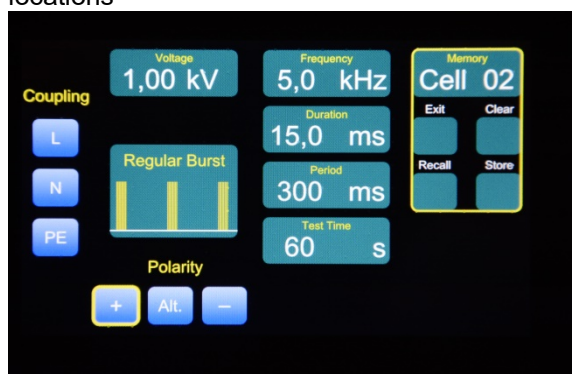 locations
Voltage
1,00 kV
Frequency
5,0 kHz
Memory
Cell 02
Coupling
Exit Clear
Duration
15,0 ms
L
Regular Burst
Recall Store
Period
300 ms
N
PE
Test Time
60 s
Polarity
+ Alt. –